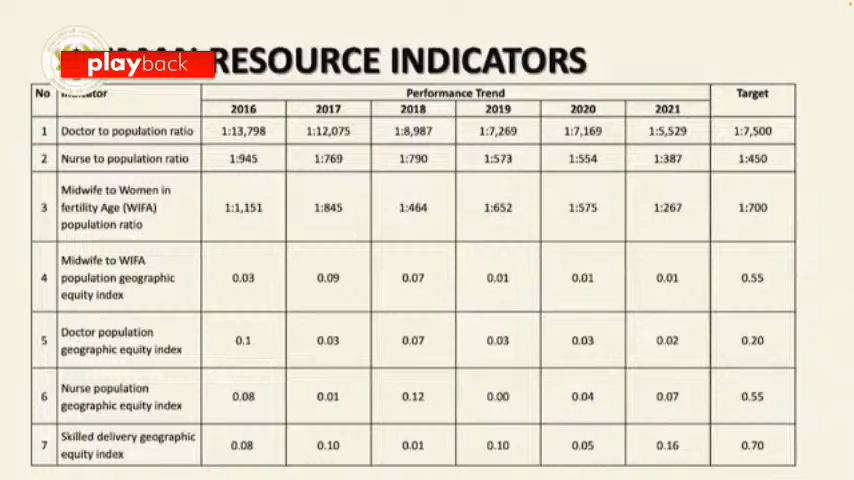 RESOURCE INDICATORS
playback
No Performance Trend Target
2016 2017 2018 2019 2020 2021
1 Doctor to population ratio 1:13,798 1:12,075 1:8,987 1:7,269 1:7,169 1:5,529 1:7,500
2 Nurse to population ratio 1:945 1:769 1:790 1:573 1:554 1:387 1:450
Midwife to Women in
3 fertility Age (WIFA) 1:1,151 1:845 1:464 1:652 1:575 1:267 1:700
population ratio
Midwife to WIFA
4 population geographic 0.03 0.09 0.07 0.01 0.01 0.01 0.55
equity index
Doctor population
5 geographic equity index 0.1 0.03 0.07 0.03 0.03 0.02 0.20
Nurse population
6 geographic equity index 0.08 0.01 0.12 0.00 0.04 0.07 0.55
Skilled delivery geographic
7 equity index 0.08 0.10 0.01 0.10 0.05 0.16 0.70